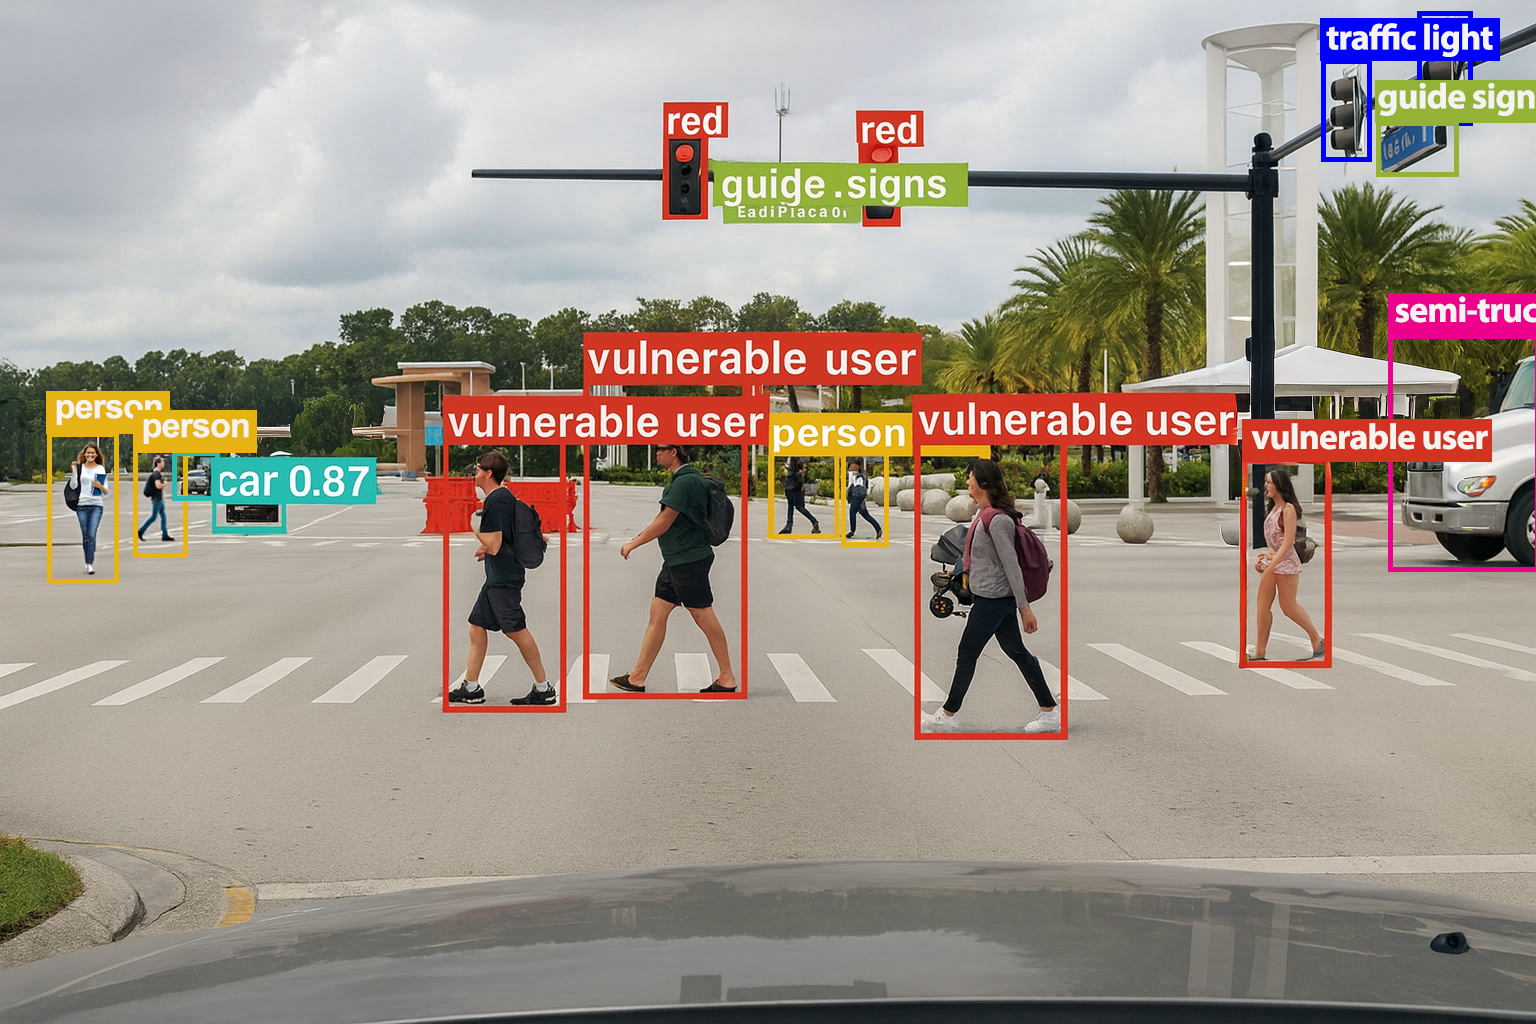 traffic light
guide sign
red
red
guide.signs
semi-truc
vulnerable user
person
person
vulnerable user
person
vulnerable user
vulnerable user
car 0.87